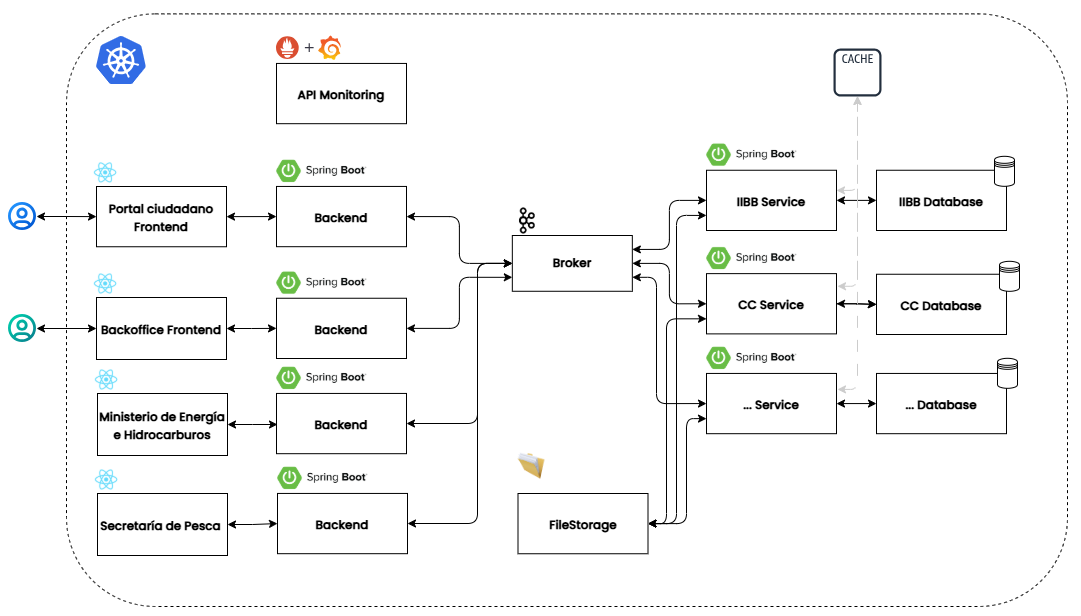 +
CACHE
API Monitoring
Spring Boot
Spring Boot
Portal ciudadano
Frontend
Backend
IIBB Service
IIBB Database
Broker
Spring Boot
Spring Boot
Backoffice Frontend
Backend
CC Service
CC Database
Spring Boot
Spring Boot
Ministerio de Energía
e Hidrocarburos
Backend
... Service
... Database
Spring Boot
Secretaría de Pesca
Backend
FileStorage